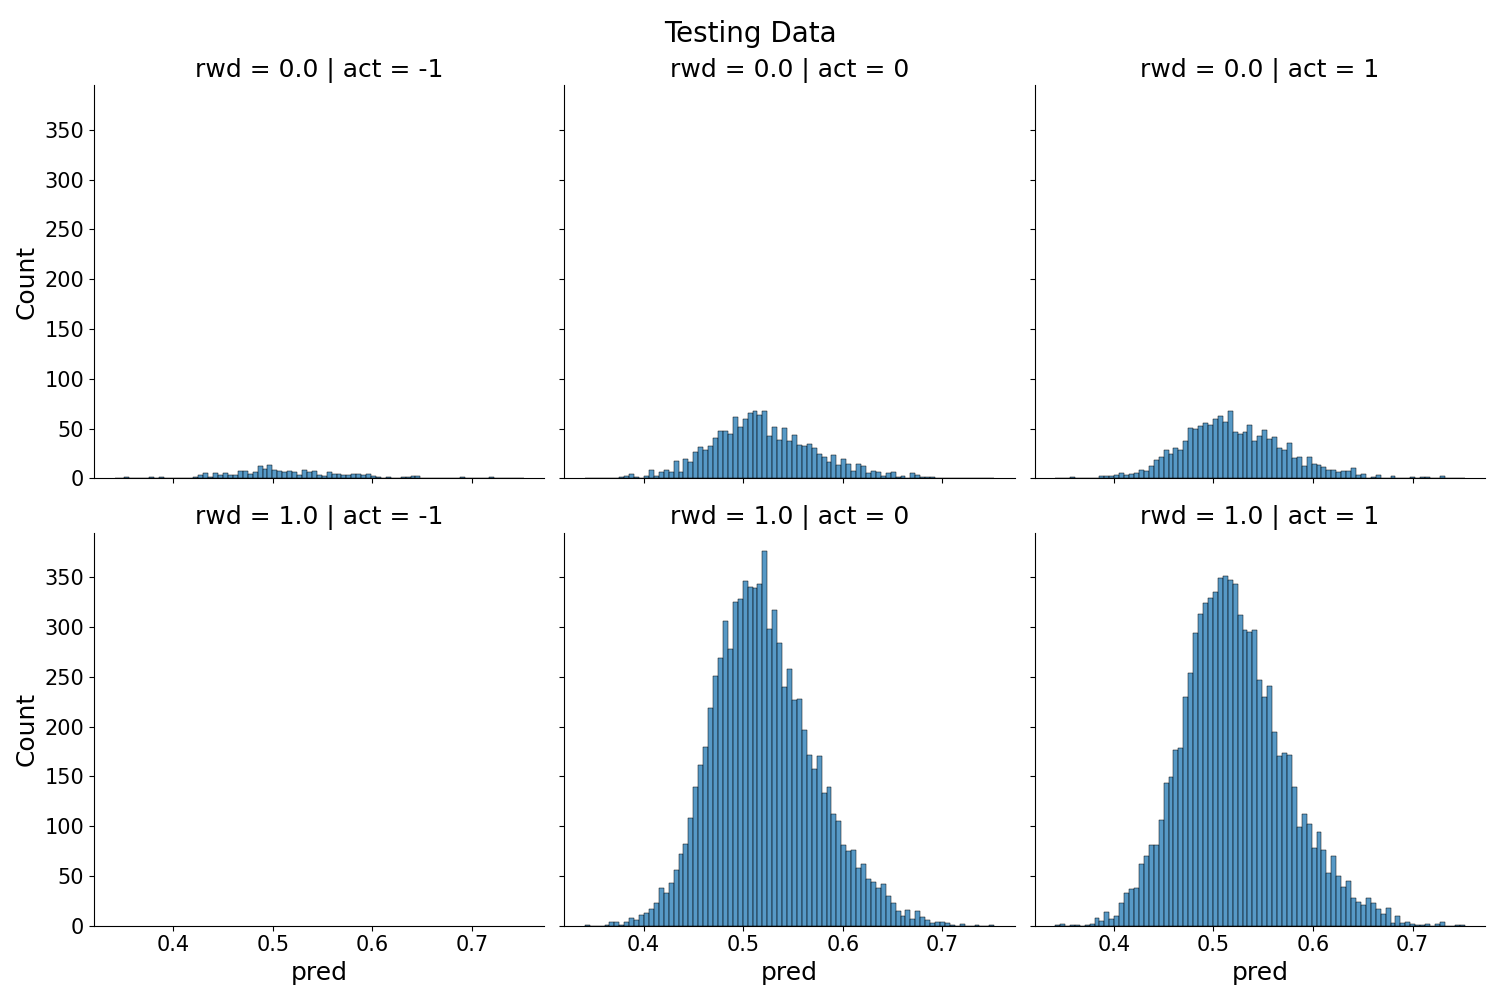 Testing Data
rwd = 0.0 | act = -1
rwd = 0.0 | act = 0
rwd = 0.0 | act = 1
350
300
250
200
150
100
50
0
Count
0.4 0.5 0.6 0.7
rwd = 1.0 | act = -1
rwd = 1.0 | act = 0
rwd = 1.0 | act = 1
350
300
250
200
150
100
50
0
Count
0.4 0.5 0.6 0.7
0.4 0.5 0.6 0.7
pred
pred
pred